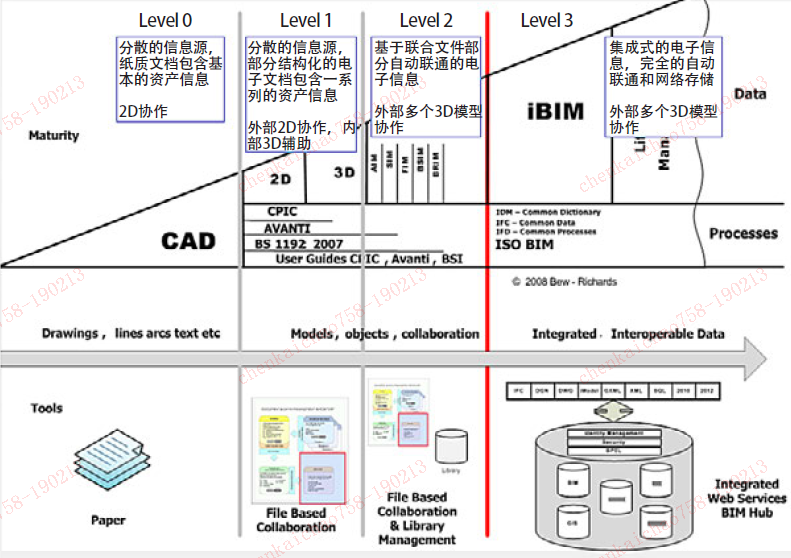 Level 0
Level 1
Level 2
Level 3
分散的信息源，
纸质文档包含基
本的资产信息
2D协作
分散的信息源，
部分结构化的电
子文档包含一系
列的资产信息
外部2D协作，内
部3D辅助
基于联合文件部
分自动联通的电
子信息
外部多个3D模型
协作
集成式的电子信
息，完全的自动
联通和网络存储
外部多个3D模型
协作
Maturity
Data
iBIM
2D
3D
AIM
SIM
FIM
BSIM
BRIM
CAD
CPIC
AVANTI
BS 1192 2007
User Guides CPIC , Avanti , BSI
IDM – Common Dictionary
IFC – Common Data
IFD – Common Processes
ISO BIM
Processes
© 2008 Bew - Richards
Drawings , lines arcs text etc
Models , objects , collaboration
Integrated . Interoperable Data
Tools
Paper
File Based
Collaboration
Library
File Based
Collaboration
& Library
Management
IFC DGN DWG iModel GXML XML SQL 2010 2012
Identity Management
Security
BPEL
BIM
GIS
Integrated
Web Services
BIM Hub
chenkaichao758-190213